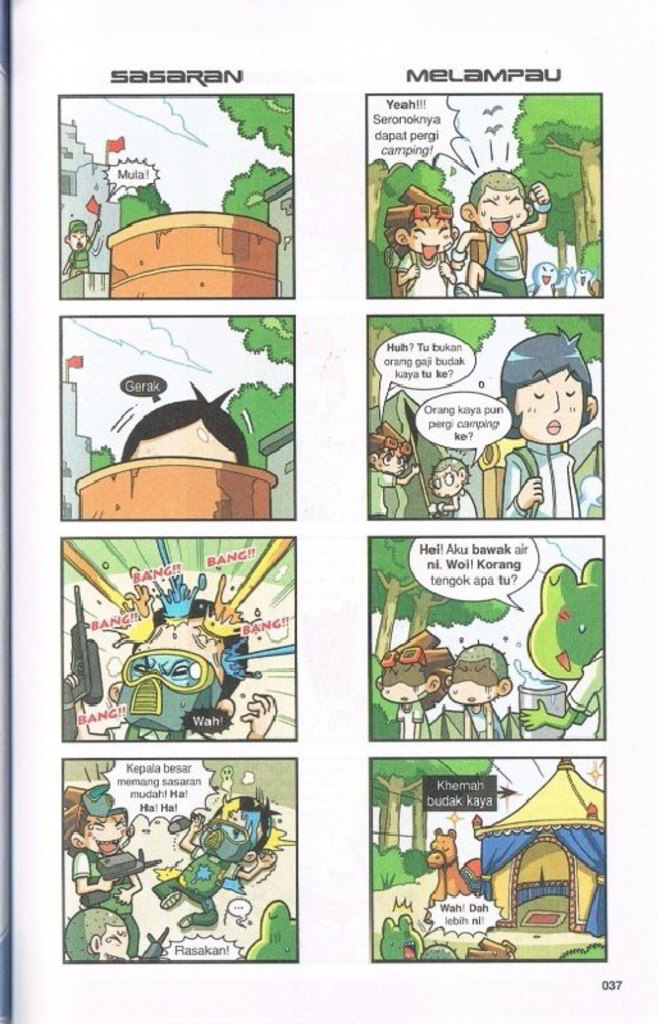 SASARAN
Mula!
Gerak
BANG!!
BANG!!
BANG!!
BANG!!
BANG!!
Wah!
Kepala besar
memang sasaran
mudah! Ha!
Ha! Ha!
...
Rasakan!
MELAMPAU
Yeah!!!
Seronoknya
dapat pergi
camping!
Huh? Tu bukan
orang gaji budak
kaya tu ke?
Orang kaya pun
pergi camping
ke?
Hei! Aku bawak air
ni. Woi! Korang
tengok apa tu?
Khemah
budak kaya
Wah! Dah
lebih ni!
037